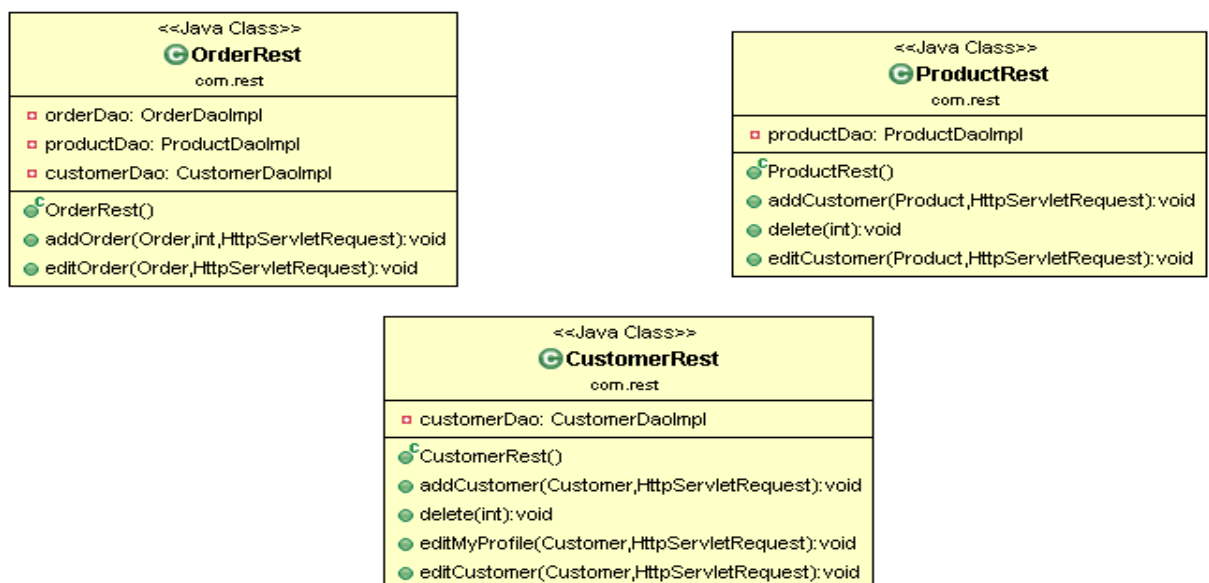 <<Java Class>>
OrderRest
com.rest
orderDao: OrderDaoImpl
productDao: ProductDaoImpl
customerDao: CustomerDaoImpl
OrderRest()
addOrder(Order,int,HttpServletRequest):void
editOrder(Order,HttpServletRequest):void
<<Java Class>>
ProductRest
com.rest
productDao: ProductDaoImpl
ProductRest()
addCustomer(Product,HttpServletRequest):void
delete(int):void
editCustomer(Product,HttpServletRequest):void
<<Java Class>>
CustomerRest
com.rest
customerDao: CustomerDaoImpl
CustomerRest()
addCustomer(Customer,HttpServletRequest):void
delete(int):void
editMyProfile(Customer,HttpServletRequest):void
editCustomer(Customer,HttpServletRequest):void